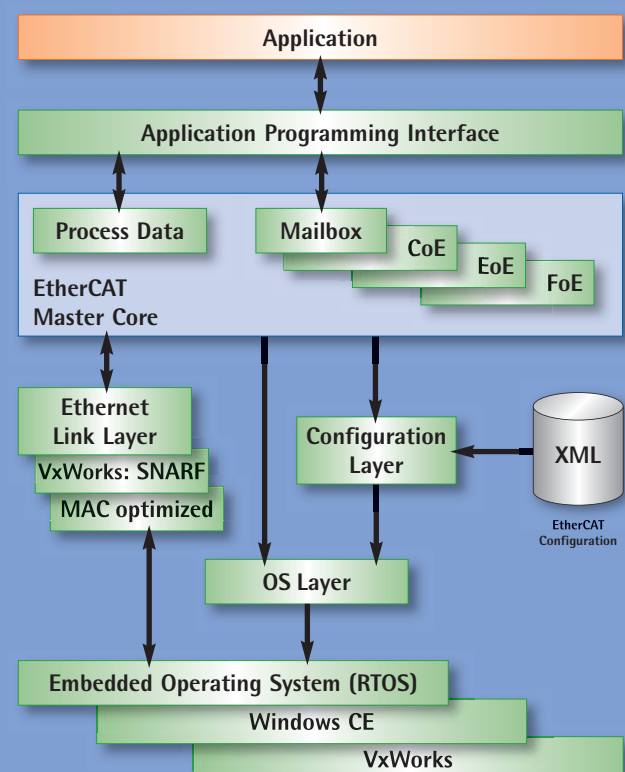 Application
Application Programming Interface
Process Data
Mailbox
CoE
EoE
FoE
EtherCAT
Master Core
Ethernet
Link Layer
VxWorks: SNARF
MAC optimized
Configuration
Layer
XML
EtherCAT
Configuration
OS Layer
Embedded Operating System (RTOS)
Windows CE
VxWorks